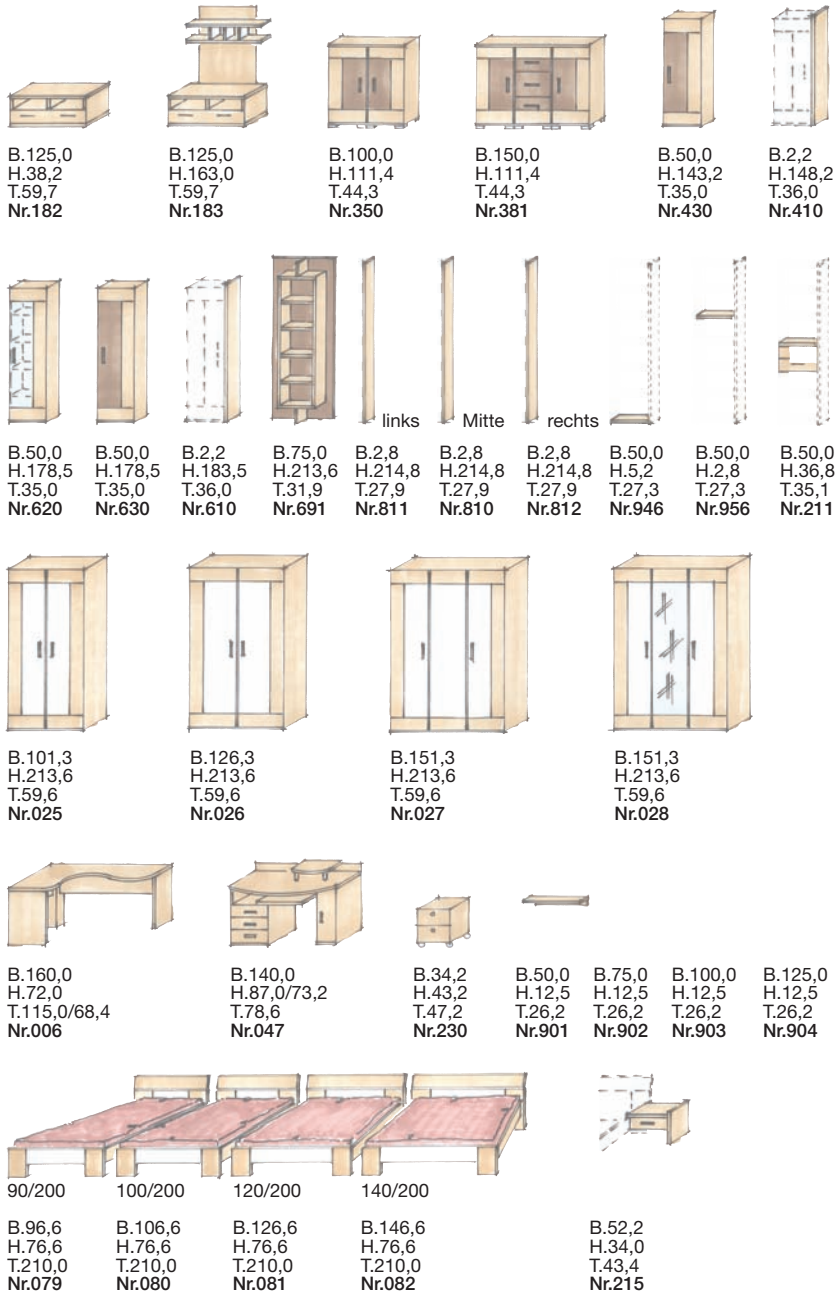 B.125,0
H.38,2
T.59,7
Nr.182
B.125,0
H.163,0
T.59,7
Nr.183
B.100,0
H.111,4
T.44,3
Nr.350
B.150,0
H.111,4
T.44,3
Nr.381
B.50,0
H.143,2
T.35,0
Nr.430
B.2,2
H.148,2
T.36,0
Nr.410
B.50,0
H.178,5
T.35,0
Nr.620
B.50,0
H.178,5
T.35,0
Nr.630
B.2,2
H.183,5
T.36,0
Nr.610
B.75,0
H.213,6
T.31,9
Nr.691
links
B.2,8
H.214,8
T.27,9
Nr.811
Mitte
B.2,8
H.214,8
T.27,9
Nr.810
rechts
B.2,8
H.214,8
T.27,9
Nr.812
B.50,0
H.5,2
T.27,3
Nr.946
B.50,0
H.2,8
T.27,3
Nr.956
B.50,0
H.36,8
T.35,1
Nr.211
B.101,3
H.213,6
T.59,6
Nr.025
B.126,3
H.213,6
T.59,6
Nr.026
B.151,3
H.213,6
T.59,6
Nr.027
B.151,3
H.213,6
T.59,6
Nr.028
B.160,0
H.72,0
T.115,0/68,4
Nr.006
B.140,0
H.87,0/73,2
T.78,6
Nr.047
B.34,2
H.43,2
T.47,2
Nr.230
B.50,0
H.12,5
T.26,2
Nr.901
B.75,0
H.12,5
T.26,2
Nr.902
B.100,0
H.12,5
T.26,2
Nr.903
B.125,0
H.12,5
T.26,2
Nr.904
90/200
B.96,6
H.76,6
T.210,0
Nr.079
100/200
B.106,6
H.76,6
T.210,0
Nr.080
120/200
B.126,6
H.76,6
T.210,0
Nr.081
140/200
B.146,6
H.76,6
T.210,0
Nr.082
B.52,2
H.34,0
T.43,4
Nr.215